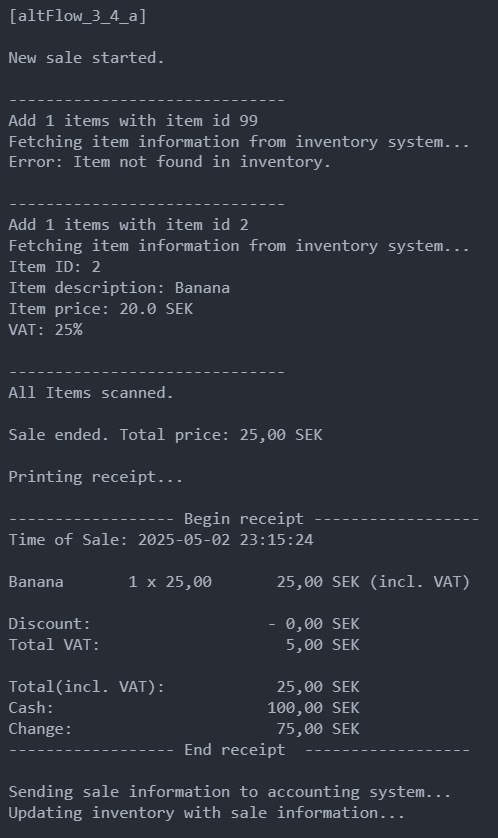 [altFlow_3_4_a]

New sale started.

------------------------------
Add 1 items with item id 99
Fetching item information from inventory system...
Error: Item not found in inventory.

------------------------------
Add 1 items with item id 2
Fetching item information from inventory system...
Item ID: 2
Item description: Banana
Item price: 20.0 SEK
VAT: 25%

------------------------------
All Items scanned.

Sale ended. Total price: 25,00 SEK

Printing receipt...

------------------ Begin receipt ------------------
Time of Sale: 2025-05-02 23:15:24

Banana       1 x 25,00       25,00 SEK (incl. VAT)

Discount:                   - 0,00 SEK
Total VAT:                    5,00 SEK

Total(incl. VAT):            25,00 SEK
Cash:                       100,00 SEK
Change:                      75,00 SEK
------------------ End receipt  ------------------

Sending sale information to accounting system...
Updating inventory with sale information...